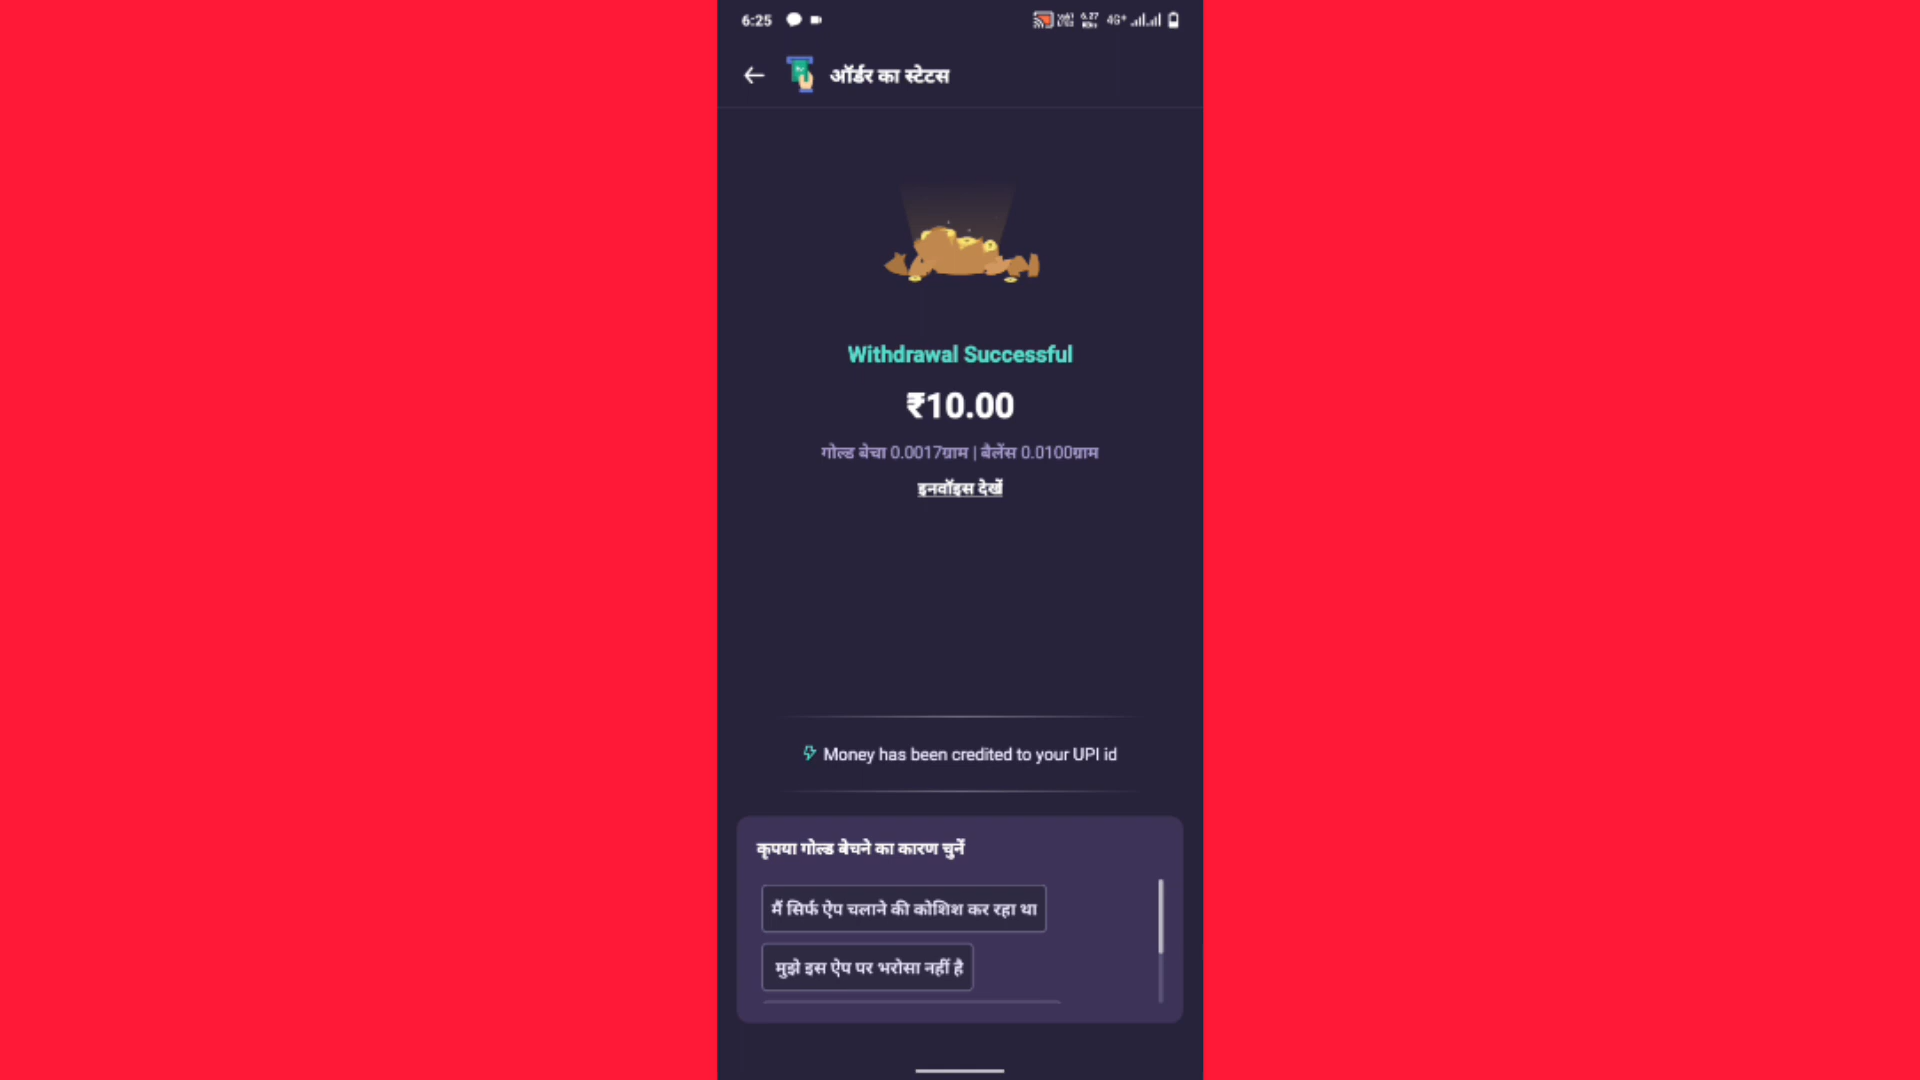 6:25
4G+
ऑर्डर का स्टेटस
Withdrawal Successful
₹10.00
गोल्ड बेचा 0.0017ग्राम | बैलेंस 0.0100ग्राम
इनवॉइस देखें
Money has been credited to your UPI id
कृपया गोल्ड बेचने का कारण चुनें
मैं सिर्फ ऐप चलाने की कोशिश कर रहा था
मुझे इस ऐप पर भरोसा नहीं है